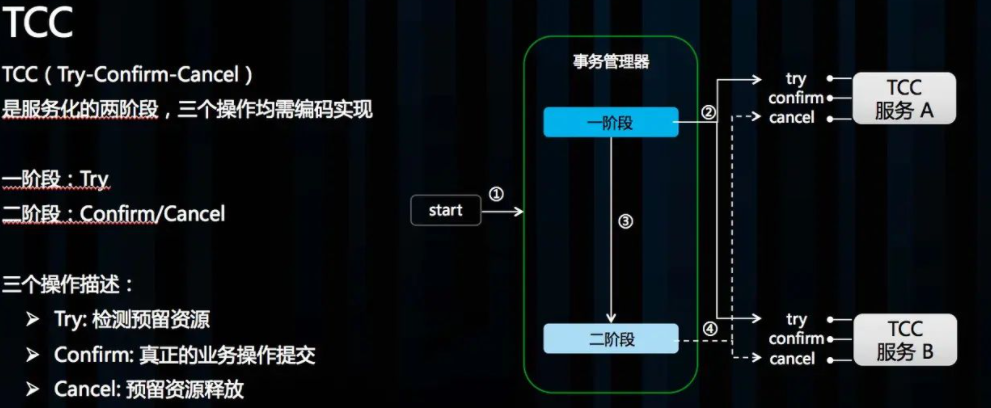 TCC
TCC（Try-Confirm-Cancel）
是服务化的两阶段，三个操作均需编码实现
一阶段：Try
二阶段：Confirm/Cancel
三个操作描述：
➢ Try: 检测预留资源
➢ Confirm: 真正的业务操作提交
➢ Cancel: 预留资源释放
start
①
事务管理器
一阶段
③
二阶段
②
④
try
confirm
cancel
TCC
服务 A
try
confirm
cancel
TCC
服务 B